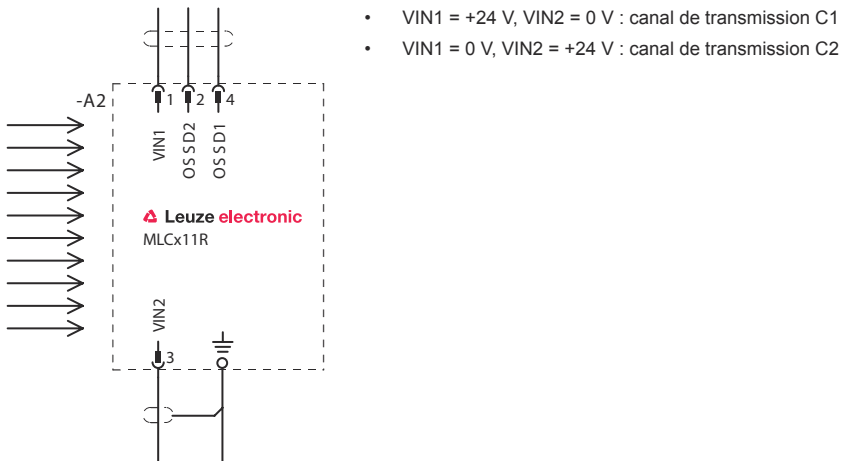 • VIN1 = +24 V, VIN2 = 0 V : canal de transmission C1
• VIN1 = 0 V, VIN2 = +24 V : canal de transmission C2
-A2
1 2 4
VIN1
OSSD2
OSSD1
Leuze electronic
MLCx11R
VIN2
3